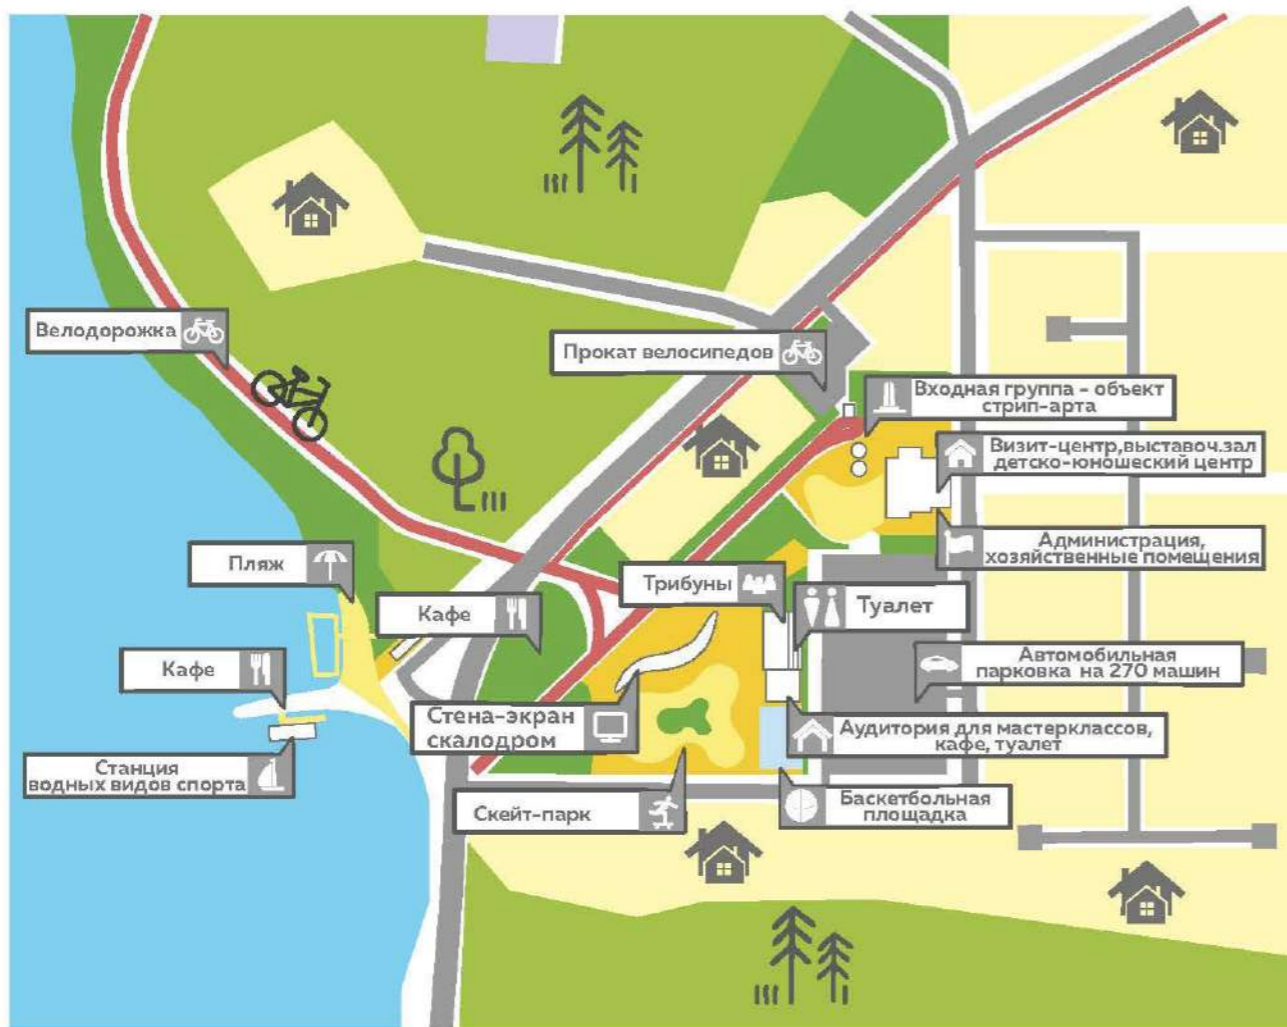 Велодорожка
Прокат велосипедов
Входная группа - объект
стрип-арта
Визит-центр,выставоч.зал
детско-юношеский центр
Администрация,
хозяйственные помещения
Пляж
Трибуны
Туалет
Кафе
Кафе
Автомобильная
парковка на 270 машин
Стена-экран
скалодром
Аудитория для мастерклассов,
кафе, туалет
Станция
водных видов спорта
Скейт-парк
Баскетбольная
площадка